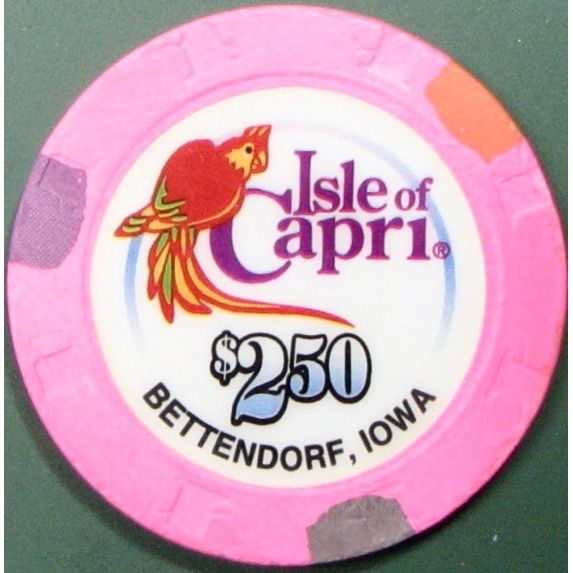 Isle of
Capri®
$250
BETTENDORF, IOWA